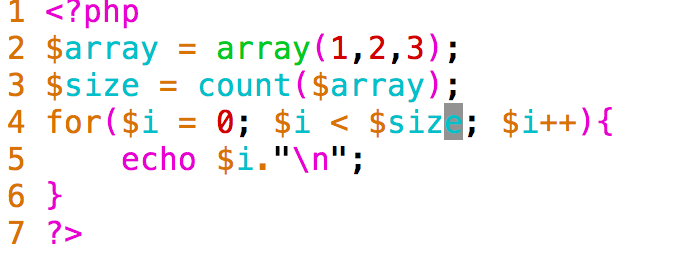 1 <?php
2 $array = array(1,2,3);
3 $size = count($array);
4 for($i = 0; $i < $size; $i++){
5     echo $i."\n";
6 }
7 ?>